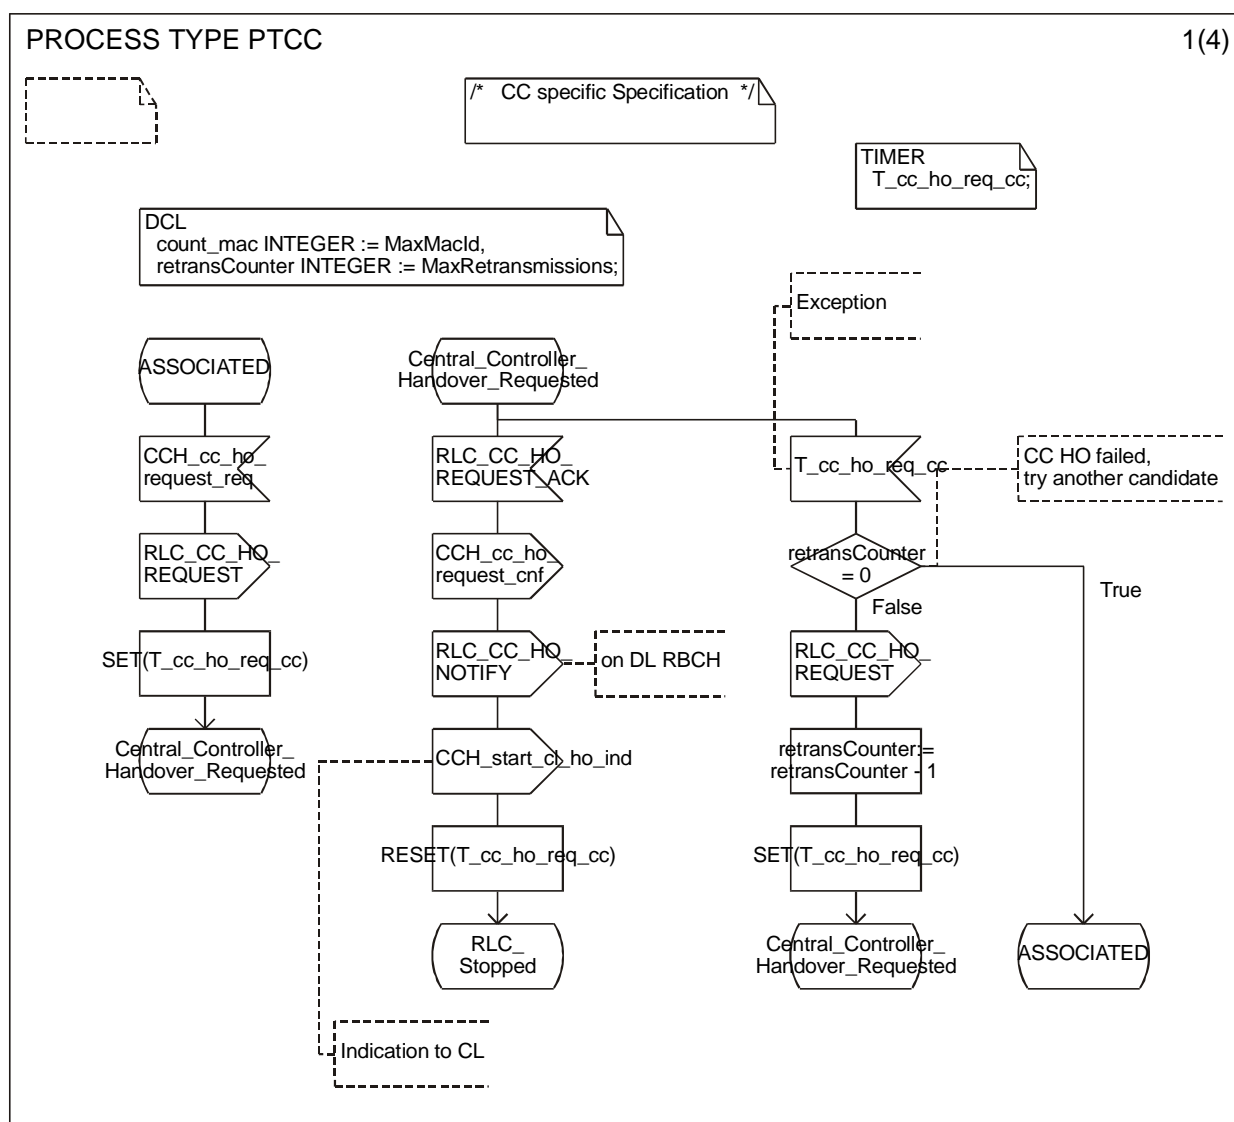 PROCESS TYPE PTCC
1(4)
/*   CC specific Specification   */
TIMER
T_cc_ho_req_cc;
DCL
count_mac INTEGER := MaxMacId,
retransCounter INTEGER := MaxRetransmissions;
Exception
ASSOCIATED
Central_Controller_
Handover_Requested
CCH_cc_ho_
request_req
RLC_CC_HO_
REQUEST_ACK
T_cc_ho_req_cc
CC HO failed,
try another candidate
RLC_CC_HO_
REQUEST
CCH_cc_ho_
request_cnf
retransCounter
= 0
True
False
SET(T_cc_ho_req_cc)
RLC_CC_HO_
NOTIFY
on DL RBCH
RLC_CC_HO_
REQUEST
Central_Controller_
Handover_Requested
CCH_start_cl_ho_ind
retransCounter:=
retransCounter - 1
RESET(T_cc_ho_req_cc)
SET(T_cc_ho_req_cc)
RLC_
Stopped
Central_Controller_
Handover_Requested
ASSOCIATED
Indication to CL